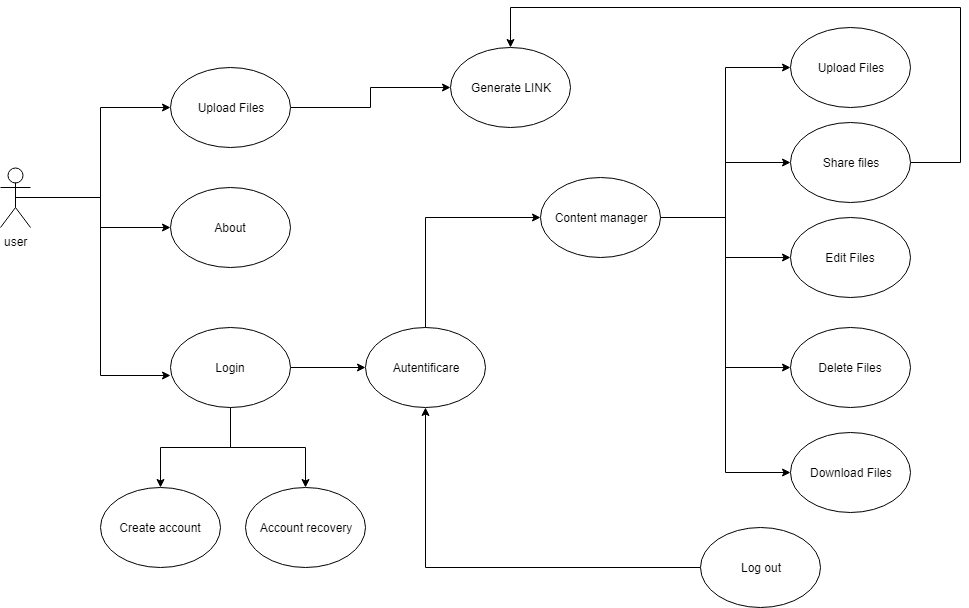 Upload Files
Generate LINK
Upload Files
Share files
user
About
Content manager
Edit Files
Login
Autentificare
Delete Files
Download Files
Create account
Account recovery
Log out